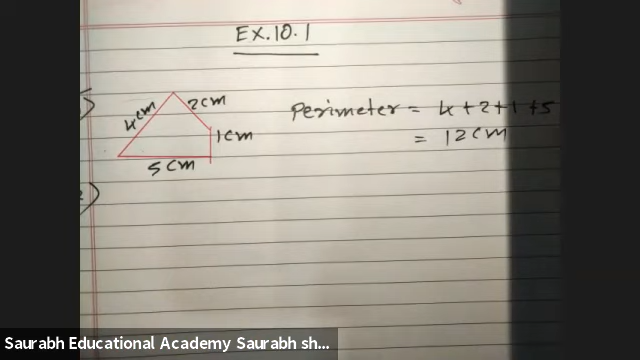 Ex.10.1
4cm
2cm
1cm
5cm
Perimeter = 4+2+1+5
= 12cm
Saurabh Educational Academy Saurabh sh...